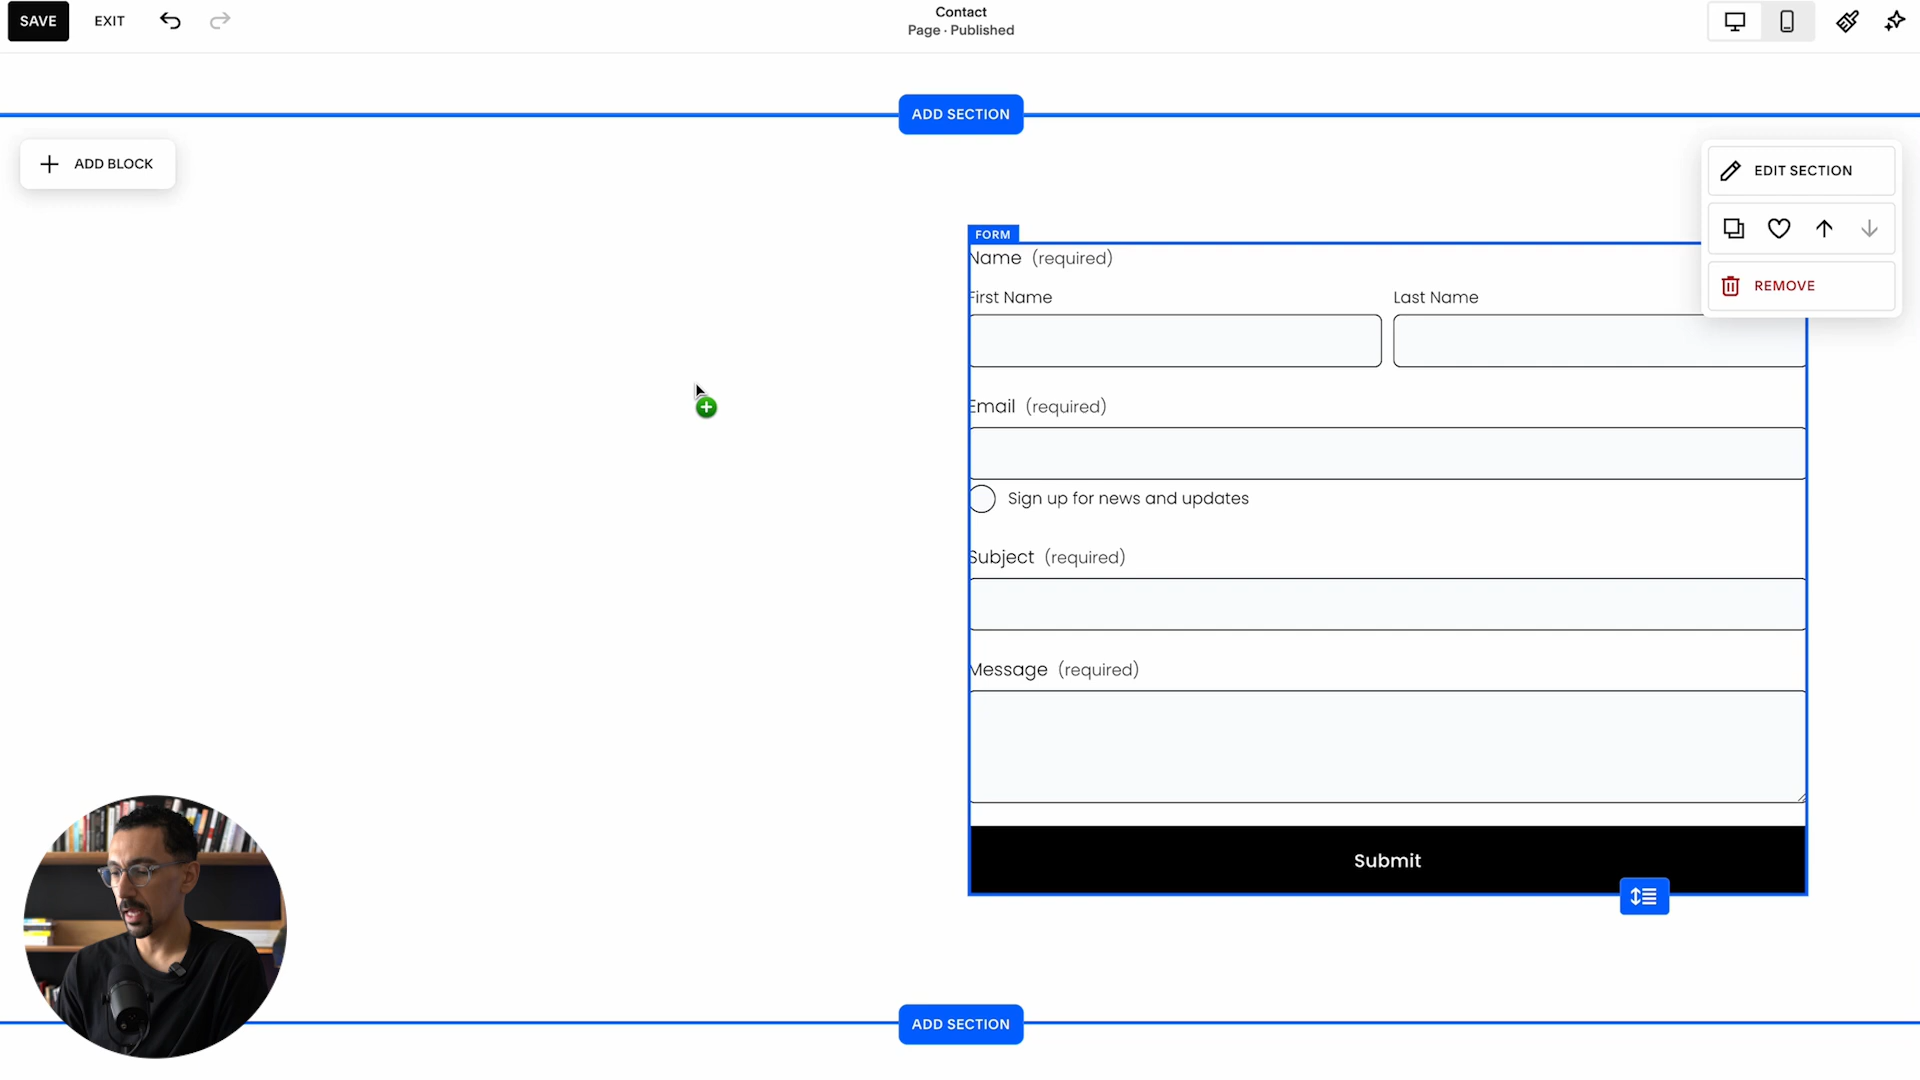 SAVE
EXIT
Contact
Page · Published
ADD SECTION
ADD BLOCK
EDIT SECTION
REMOVE
FORM
Name (required)
First Name
Last Name
Email (required)
Sign up for news and updates
Subject (required)
Message (required)
Submit
ADD SECTION